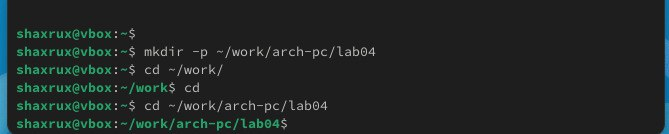 shaxrux@vbox:~$
shaxrux@vbox:~$ mkdir -p ~/work/arch-pc/lab04
shaxrux@vbox:~$ cd ~/work/
shaxrux@vbox:~/work$ cd
shaxrux@vbox:~$ cd ~/work/arch-pc/lab04
shaxrux@vbox:~/work/arch-pc/lab04$